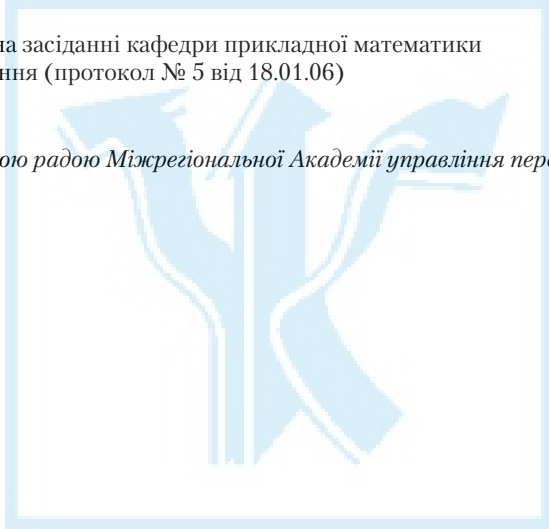 на засіданні кафедри прикладної математики
ння (протокол № 5 від 18.01.06)
ою радою Міжрегіональної Академії управління пер